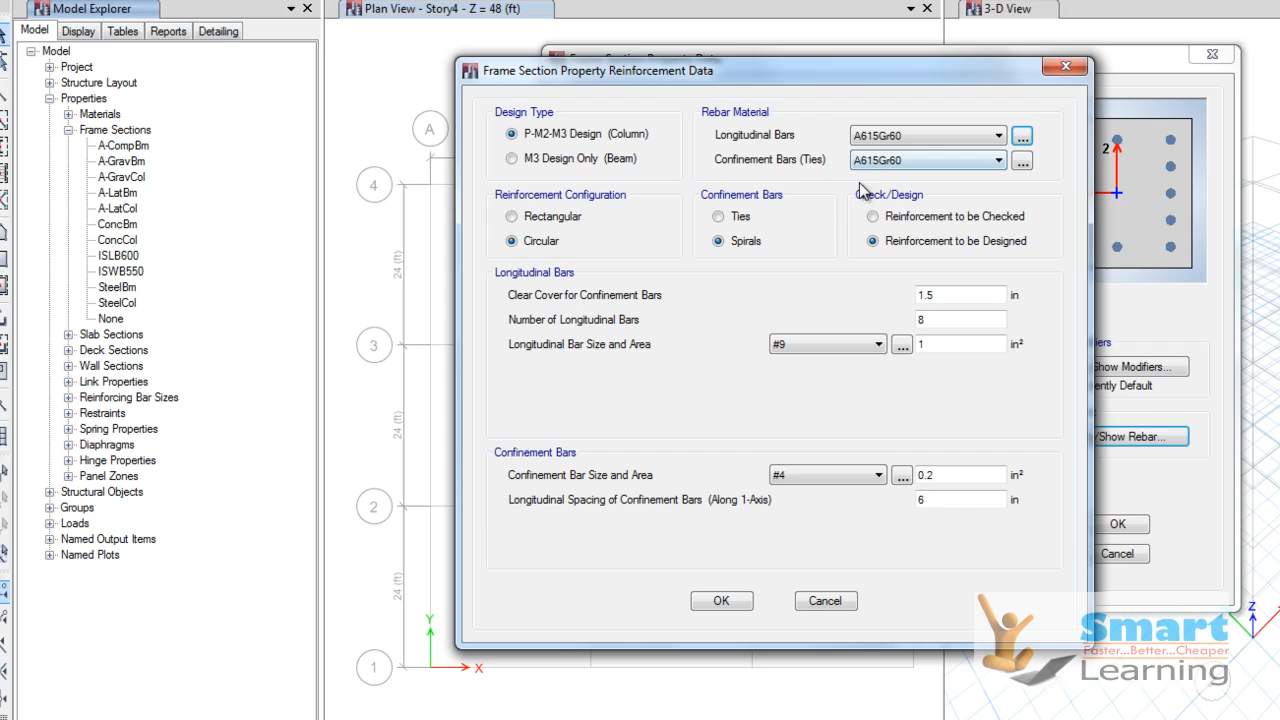 Model Explorer
Plan View - Story4 - Z = 48 (ft)
3-D View
Model
Display
Tables
Reports
Detailing
Model
Project
Structure Layout
Properties
Materials
Frame Sections
A-CompBm
A-GravBm
A-GravCol
A-LatBm
A-LatCol
ConcBm
ConcCol
ISLB600
ISWB550
SteelBm
SteelCol
None
Slab Sections
Deck Sections
Wall Sections
Link Properties
Reinforcing Bar Sizes
Restraints
Spring Properties
Diaphragms
Hinge Properties
Panel Zones
Structural Objects
Groups
Loads
Named Output Items
Named Plots
A
4
3
2
1
24 (ft)
24 (ft)
24 (ft)
Y
X
Frame Section Property Reinforcement Data
Design Type
P-M2-M3 Design (Column)
M3 Design Only (Beam)
Rebar Material
Longitudinal Bars
A615Gr60
...
Confinement Bars (Ties)
A615Gr60
...
Reinforcement Configuration
Rectangular
Circular
Confinement Bars
Ties
Spirals
Check/Design
Reinforcement to be Checked
Reinforcement to be Designed
Longitudinal Bars
Clear Cover for Confinement Bars
1.5
in
Number of Longitudinal Bars
8
Longitudinal Bar Size and Area
#9
...
1
in²
Confinement Bars
Confinement Bar Size and Area
#4
...
0.2
in²
Longitudinal Spacing of Confinement Bars (Along 1-Axis)
6
in
OK
Cancel
2
iers
Show Modifiers...
ently Default
/Show Rebar...
OK
Cancel
Z
Smart
Faster...Better...Cheaper
Learning